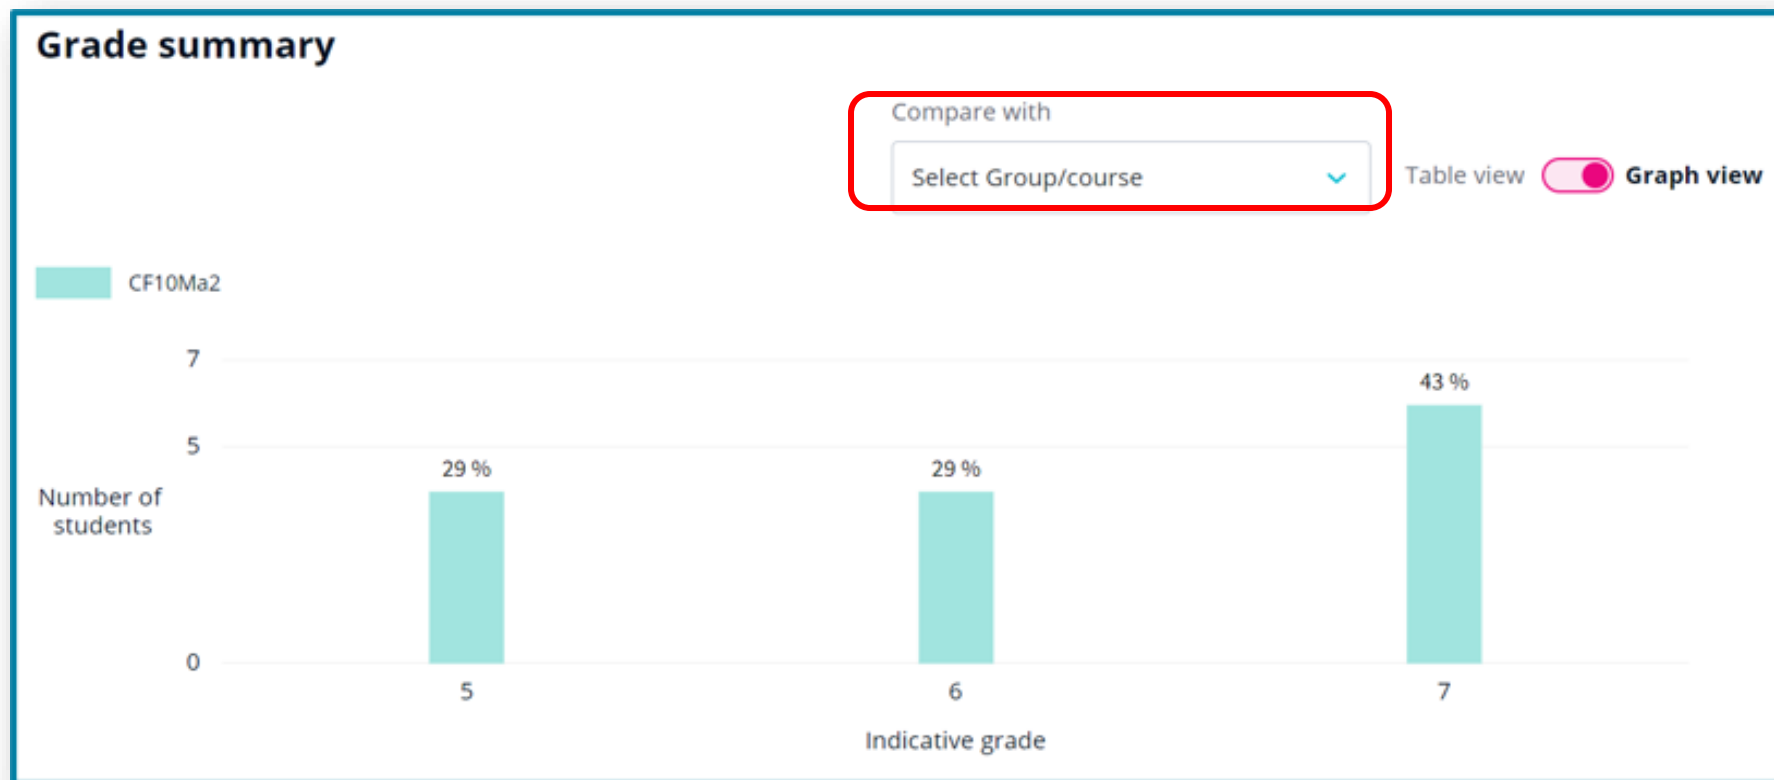 Grade summary
Compare with
Select Group/course
Table view
Graph view
CF10Ma2
7
43 %
5
29 %
29 %
Number of
students
0
5
6
7
Indicative grade